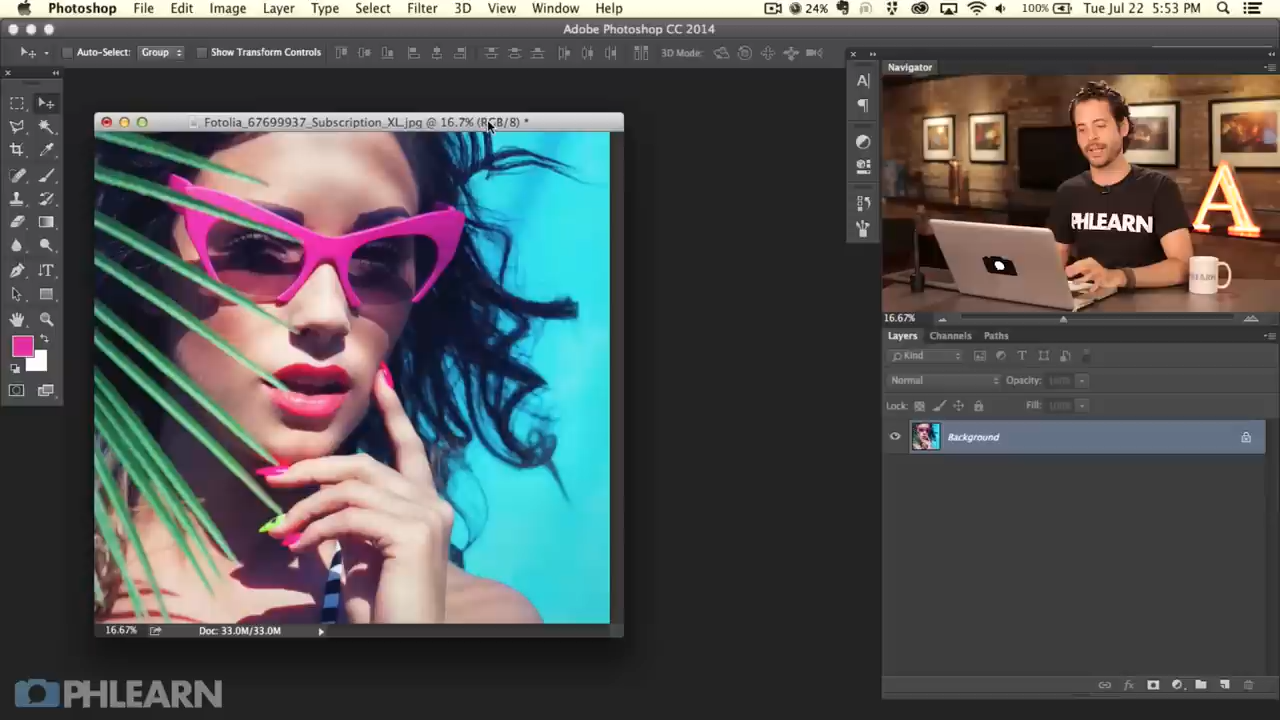 Photoshop File Edit Image Layer Type Select Filter 3D View Window Help 24% 100% Tue Jul 22 5:53 PM
Adobe Photoshop CC 2014
Auto-Select: Group Show Transform Controls 3D Mode:
Navigator
Fotolia_67699937_Subscription_XL.jpg @ 16.7% (RGB/8) *
PHLEARN
A
16.67%
Layers Channels Paths
Kind
Normal Opacity: 100%
Lock: Fill: 100%
Background
16.67% Doc: 33.0M/33.0M
PHLEARN